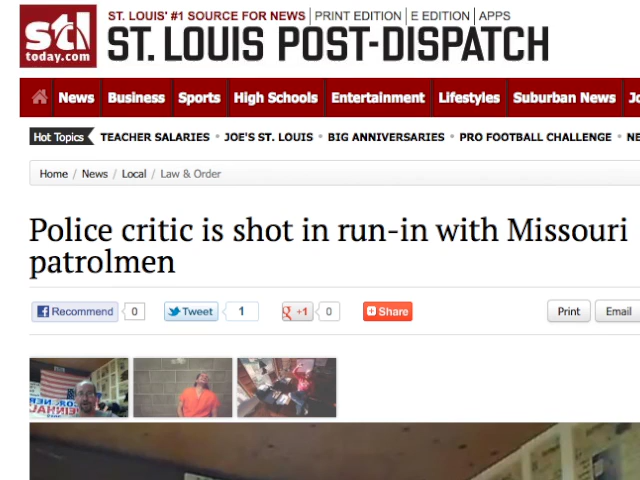 ST. LOUIS' #1 SOURCE FOR NEWS | PRINT EDITION | E EDITION | APPS
stl
today.com
ST. LOUIS POST-DISPATCH
News Business Sports High Schools Entertainment Lifestyles Suburban News Jo
Hot Topics TEACHER SALARIES • JOE'S ST. LOUIS • BIG ANNIVERSARIES • PRO FOOTBALL CHALLENGE • NE
Home / News / Local / Law & Order
Police critic is shot in run-in with Missouri
patrolmen
Recommend 0 Tweet 1 +1 0 Share Print Email